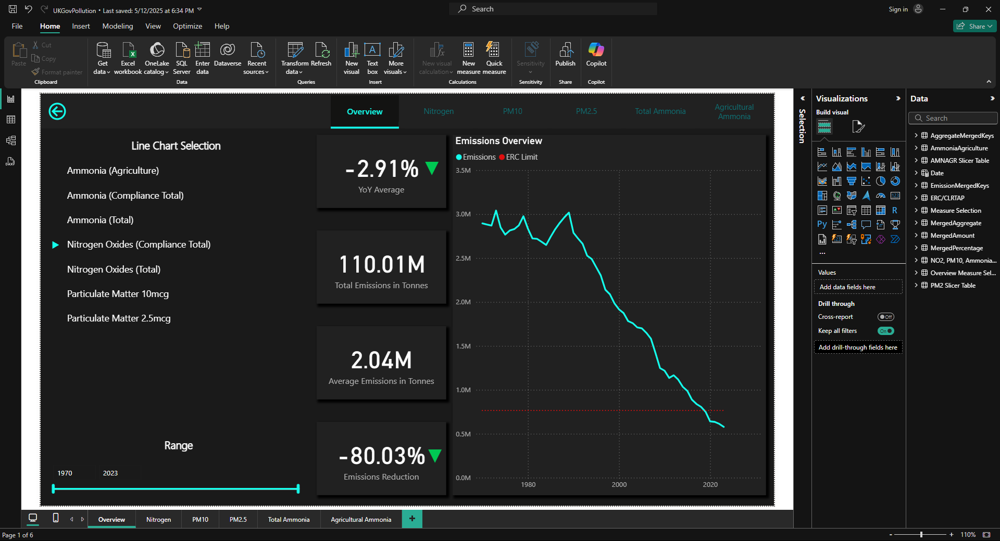 UKGovPollution • Last saved: 5/12/2025 at 6:34 PM
Search
Sign in
File
Home
Insert
Modeling
View
Optimize
Help
Share
Paste
Cut
Copy
Format painter
Clipboard
Get data
Excel workbook
OneLake catalog
SQL Server
Enter data
Dataverse
Recent sources
Data
Transform data
Refresh
Queries
New visual
Text box
More visuals
Insert
New visual calculation
New measure
Quick measure
Calculations
Sensitivity
Sensitivity
Publish
Share
Copilot
Copilot
Overview
Nitrogen
PM10
PM2.5
Total Ammonia
Agricultural
Ammonia
Line Chart Selection
Ammonia (Agriculture)
Ammonia (Compliance Total)
Ammonia (Total)
Nitrogen Oxides (Compliance Total)
Nitrogen Oxides (Total)
Particulate Matter 10mcg
Particulate Matter 2.5mcg
Range
1970
2023
-2.91%
YoY Average
110.01M
Total Emissions in Tonnes
2.04M
Average Emissions in Tonnes
-80.03%
Emissions Reduction
Emissions Overview
Emissions
ERC Limit
3.5M
3.0M
2.5M
2.0M
1.5M
1.0M
0.5M
0.0M
1980
2000
2020
Selection
Visualizations
Build visual
123
R
Py
123
...
Values
Add data fields here
Drill through
Cross-report
Off
Keep all filters
On
Add drill-through fields here
Data
Search
AggregateMergedKeys
AmmoniaAgriculture
AMNAGR Slicer Table
Date
EmissionMergedKeys
ERC/CLRTAP
Measure Selection
MergedAggregate
MergedAmount
MergedPercentage
NO2, PM10, Ammonia...
Overview Measure Sel...
PM2 Slicer Table
Overview
Nitrogen
PM10
PM2.5
Total Ammonia
Agricultural Ammonia
+
Page 1 of 6
-
+
110%